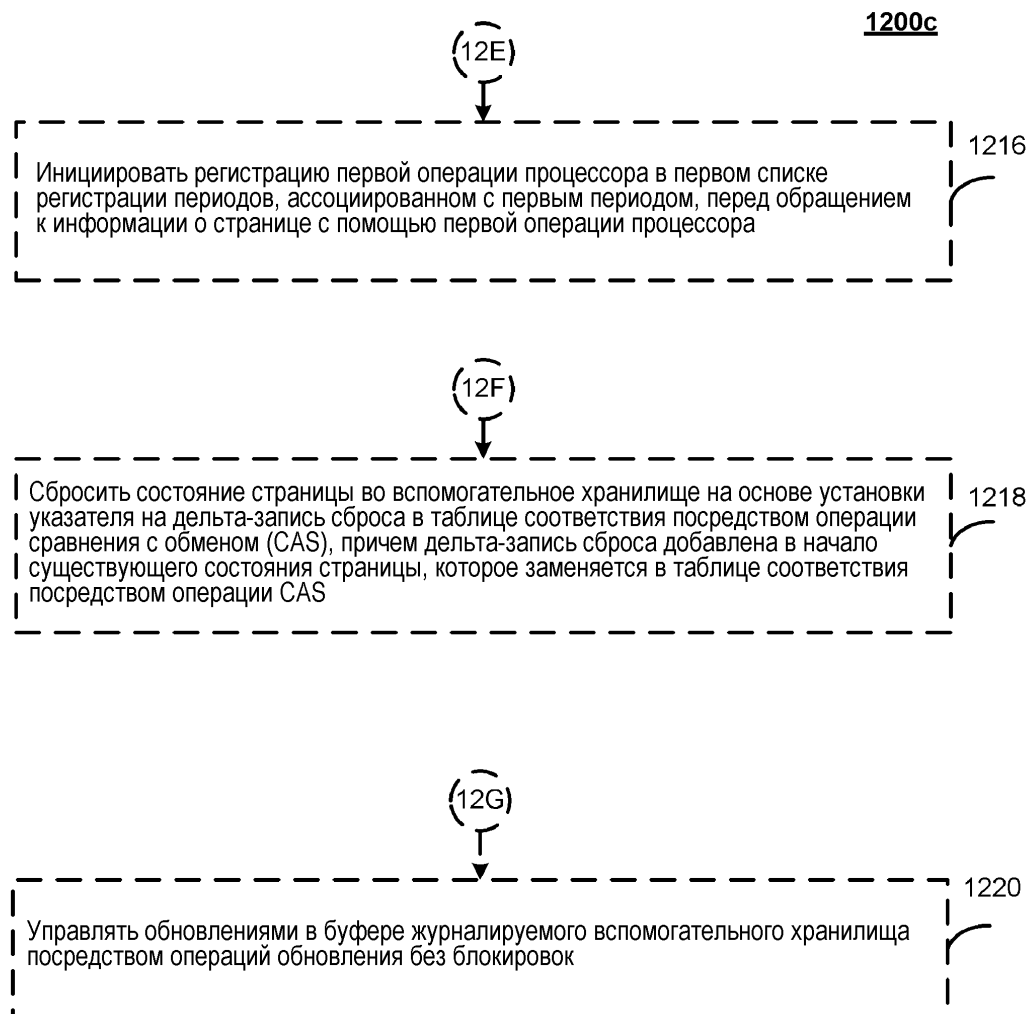 1200c
12E
1216
Инициировать регистрацию первой операции процессора в первом списке
регистрации периодов, ассоциированном с первым периодом, перед обращением
к информации о странице с помощью первой операции процессора
12F
1218
Сбросить состояние страницы во вспомогательное хранилище на основе установки
указателя на дельта-запись сброса в таблице соответствия посредством операции
сравнения с обменом (CAS), причем дельта-запись сброса добавлена в начало
существующего состояния страницы, которое заменяется в таблице соответствия
посредством операции CAS
12G
1220
Управлять обновлениями в буфере журналируемого вспомогательного хранилища
посредством операций обновления без блокировок